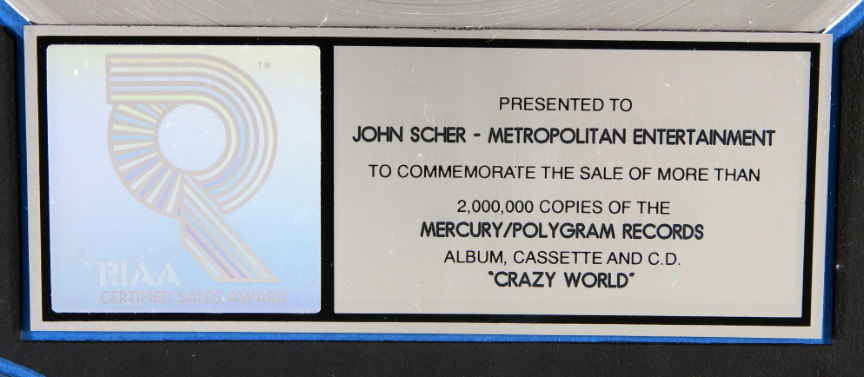 TM
RIAA
CERTIFIED SALES AWARD
PRESENTED TO
JOHN SCHER - METROPOLITAN ENTERTAINMENT
TO COMMEMORATE THE SALE OF MORE THAN
2,000,000 COPIES OF THE
MERCURY/POLYGRAM RECORDS
ALBUM, CASSETTE AND C.D.
"CRAZY WORLD"